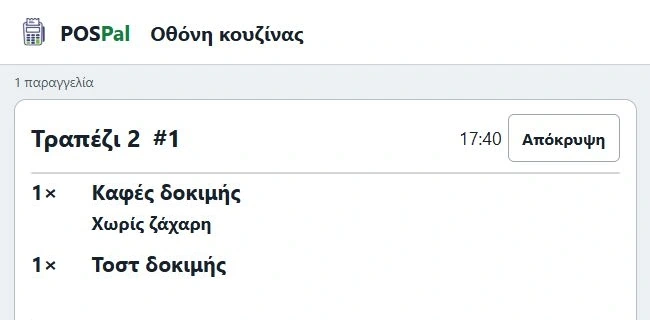 POSPal Οθόνη κουζίνας
1 παραγγελία
Τραπέζι 2 #1 17:40 Απόκρυψη
1× Καφές δοκιμής
Χωρίς ζάχαρη
1× Τοστ δοκιμής